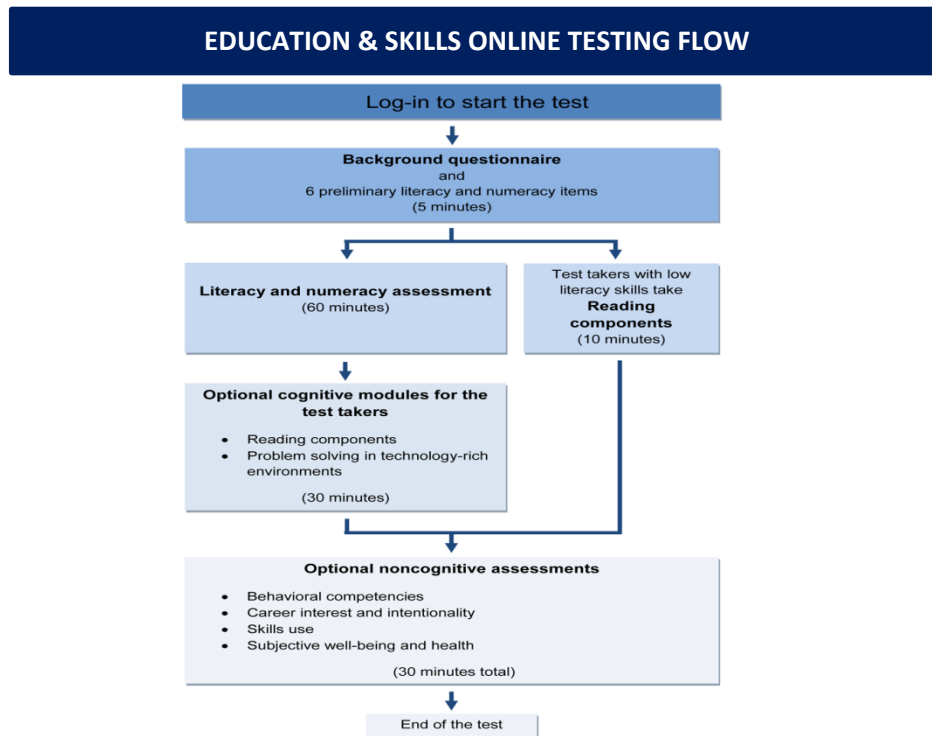 EDUCATION & SKILLS ONLINE TESTING FLOW
Log-in to start the test
Background questionnaire
and
6 preliminary literacy and numeracy items
(5 minutes)
Literacy and numeracy assessment
(60 minutes)
Test takers with low
literacy skills take
Reading
components
(10 minutes)
Optional cognitive modules for the
test takers
• Reading components
• Problem solving in technology-rich
environments
(30 minutes)
Optional noncognitive assessments
• Behavioral competencies
• Career interest and intentionality
• Skills use
• Subjective well-being and health
(30 minutes total)
End of the test